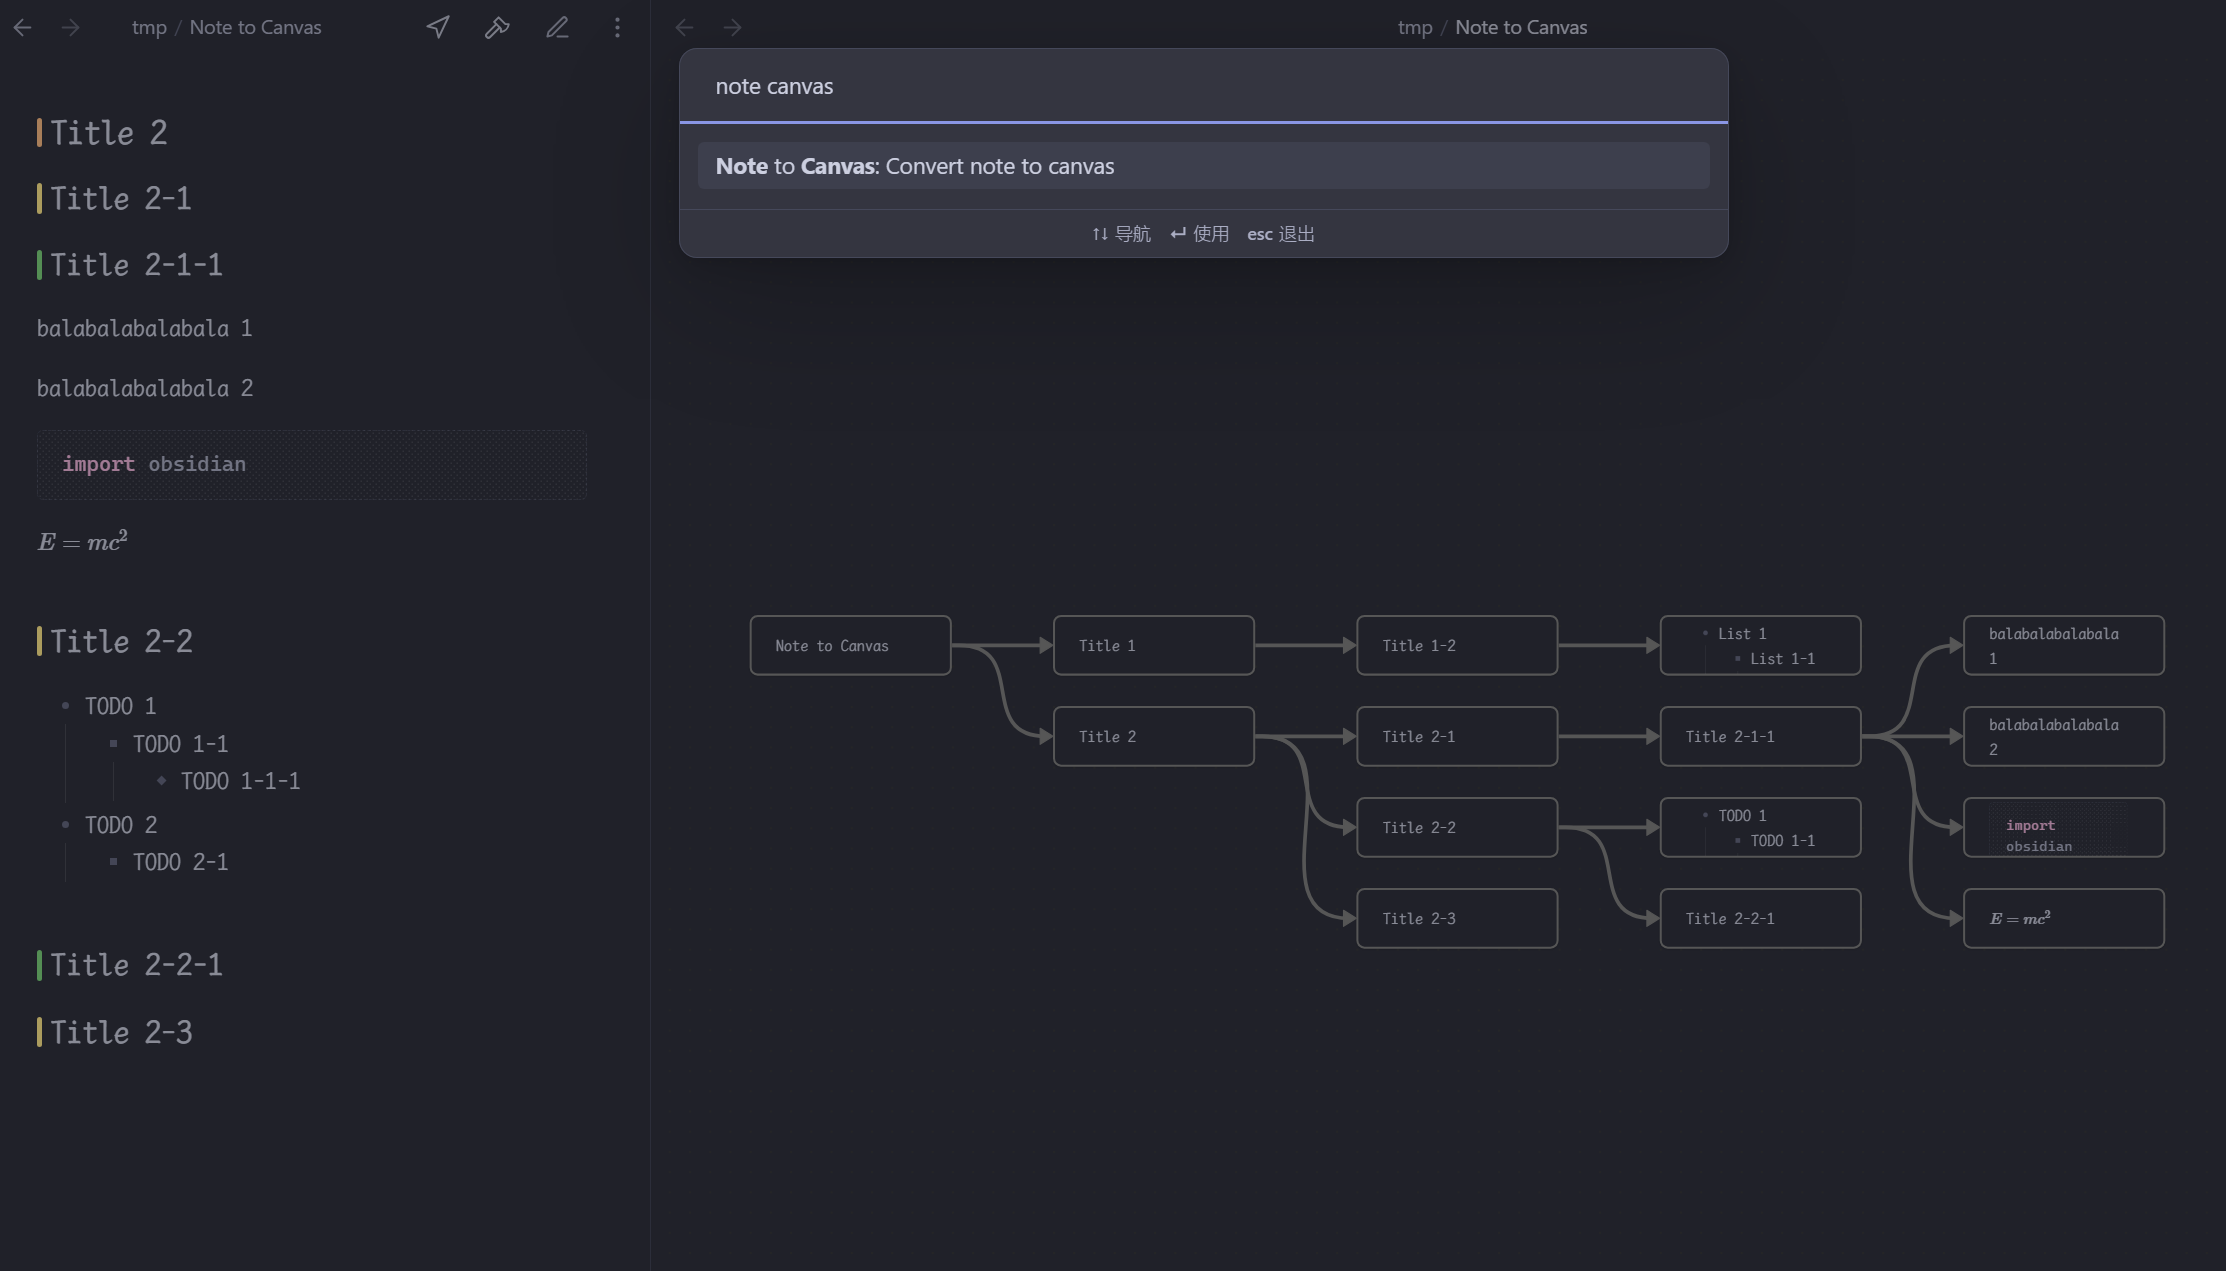 tmp / Note to Canvas
Title 2
Title 2-1
Title 2-1-1
balabalabalabala 1
balabalabalabala 2
import obsidian
E = mc²
Title 2-2
TODO 1
TODO 1-1
TODO 1-1-1
TODO 2
TODO 2-1
Title 2-2-1
Title 2-3
tmp / Note to Canvas
note canvas
Note to Canvas: Convert note to canvas
↑↓ 导航 ↵ 使用 esc 退出
Note to Canvas
Title 1
Title 1-2
List 1
List 1-1
balabalabalabala
1
Title 2
Title 2-1
Title 2-1-1
balabalabalabala
2
Title 2-2
TODO 1
TODO 1-1
import
obsidian
Title 2-3
Title 2-2-1
E = mc²